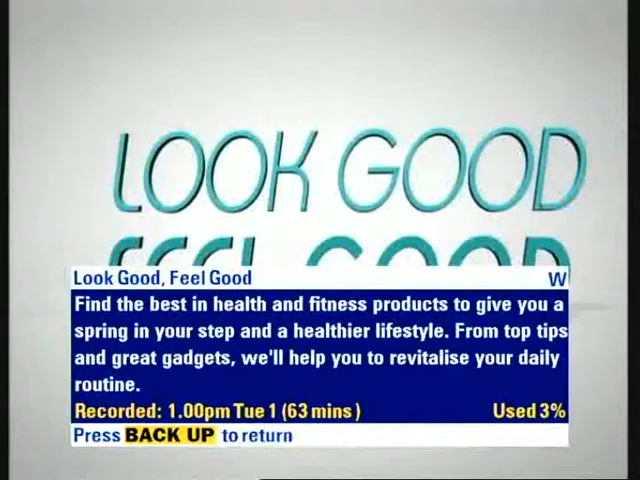 LOOK GOOD
FEEL GOOD
Look Good, Feel Good W
Find the best in health and fitness products to give you a
spring in your step and a healthier lifestyle. From top tips
and great gadgets, we'll help you to revitalise your daily
routine.
Recorded: 1.00pm Tue 1 (63 mins) Used 3%
Press BACK UP to return